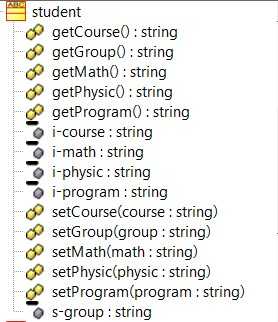 ABC
student
getCourse() : string
getGroup() : string
getMath() : string
getPhysic() : string
getProgram() : string
i-course : string
i-math : string
i-physic : string
i-program : string
setCourse(course : string)
setGroup(group : string)
setMath(math : string)
setPhysic(physic : string)
setProgram(program : string)
s-group : string